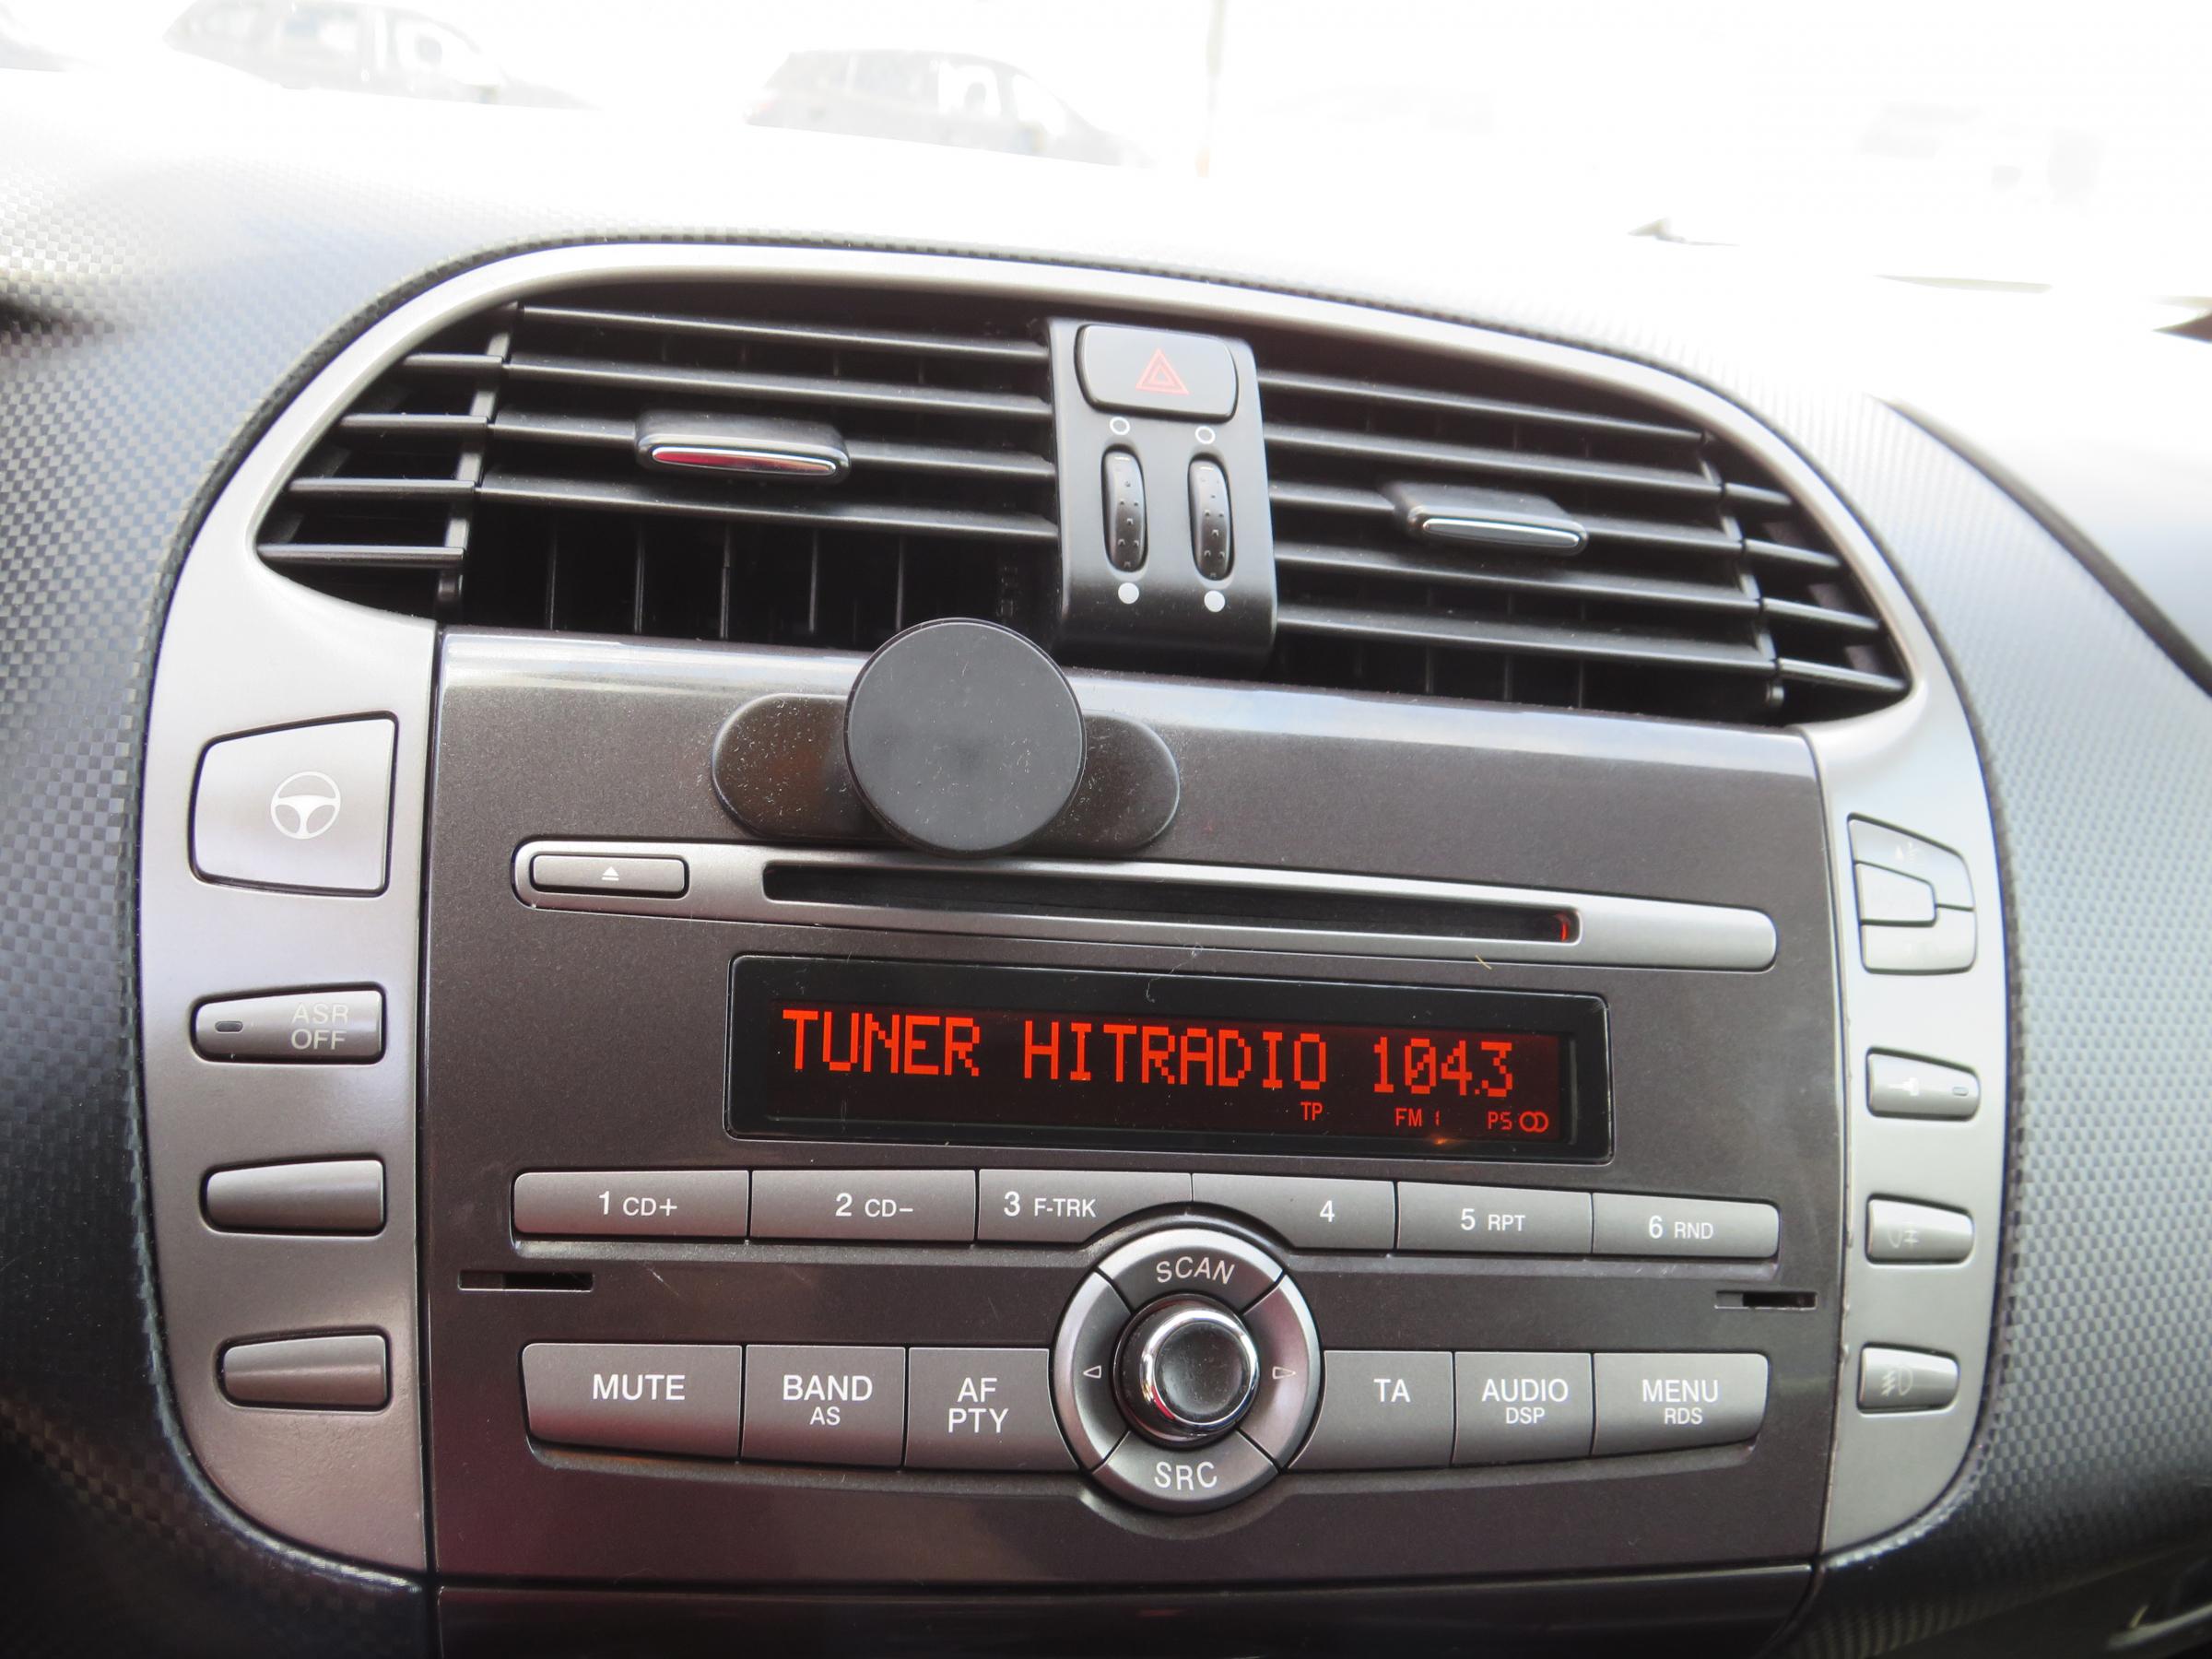 ASR
OFF
TUNER HITRADIO 104.3
TP FM 1 PS
1 CD+ 2 CD- 3 F-TRK 4 5 RPT 6 RND
SCAN
MUTE BAND AS AF PTY TA AUDIO DSP MENU RDS
SRC